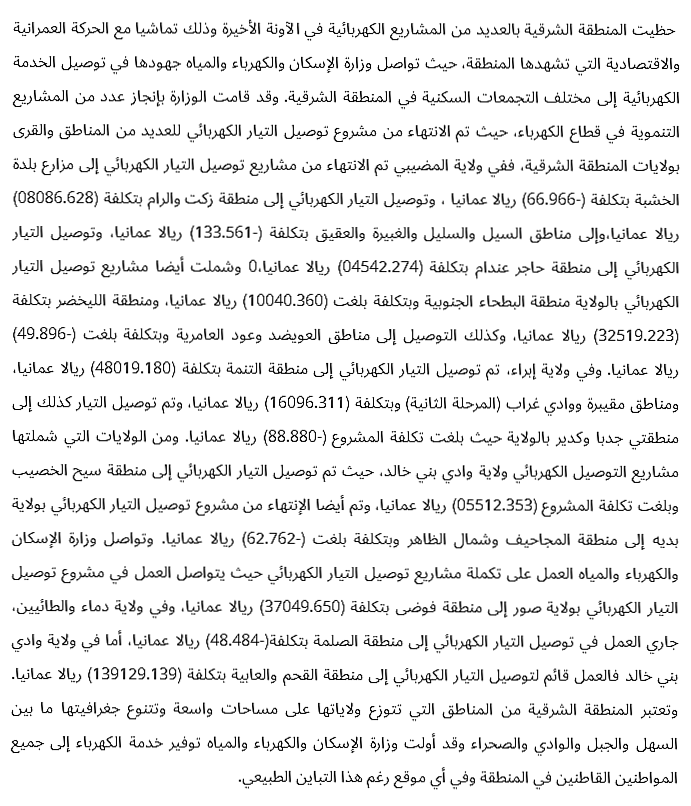 حظيت المنطقة الشرقية بالعديد من المشاريع الكهربائية في الآونة الأخيرة وذلك تماشيا مع الحركة العمرانية
والاقتصادية التي تشهدها المنطقة، حيث تواصل وزارة الإسكان والكهرباء والمياه جهودها في توصيل الخدمة
الكهربائية إلى مختلف التجمعات السكنية في المنطقة الشرقية. وقد قامت الوزارة بإنجاز عدد من المشاريع
التنموية في قطاع الكهرباء، حيث تم الانتهاء من مشروع توصيل التيار الكهربائي للعديد من المناطق والقرى
بولايات المنطقة الشرقية، ففي ولاية المضيبي تم الانتهاء من مشاريع توصيل التيار الكهربائي إلى مزارع بلدة
الخشبة بتكلفة (-66.966) ريالا عمانيا ، وتوصيل التيار الكهربائي إلى منطقة زكت والرام بتكلفة (08086.628)
ريالا عمانيا،وإلى مناطق السيل والسليل والغبيرة والعقيق بتكلفة (-133.561) ريالا عمانيا، وتوصيل التيار
الكهربائي إلى منطقة حاجر عندام بتكلفة (04542.274) ريالا عمانيا،0 وشملت أيضا مشاريع توصيل التيار
الكهربائي بالولاية منطقة البطحاء الجنوبية وبتكلفة بلغت (10040.360) ريالا عمانيا، ومنطقة الليخضر بتكلفة
(32519.223) ريالا عمانيا، وكذلك التوصيل إلى مناطق العويضد وعود العامرية وبتكلفة بلغت (-49.896)
ريالا عمانيا. وفي ولاية إبراء، تم توصيل التيار الكهربائي إلى منطقة التنمة بتكلفة (48019.180) ريالا عمانيا،
ومناطق مقيبرة ووادي غراب (المرحلة الثانية) وبتكلفة (16096.311) ريالا عمانيا، وتم توصيل التيار كذلك إلى
منطقتي جدبا وكدير بالولاية حيث بلغت تكلفة المشروع (-88.880) ريالا عمانيا. ومن الولايات التي شملتها
مشاريع التوصيل الكهربائي ولاية وادي بني خالد، حيث تم توصيل التيار الكهربائي إلى منطقة سيح الخصيب
وبلغت تكلفة المشروع (05512.353) ريالا عمانيا، وتم أيضا الإنتهاء من مشروع توصيل التيار الكهربائي بولاية
بديه إلى منطقة المجاحيف وشمال الظاهر وبتكلفة بلغت (-62.762) ريالا عمانيا. وتواصل وزارة الإسكان
والكهرباء والمياه العمل على تكملة مشاريع توصيل التيار الكهربائي حيث يتواصل العمل في مشروع توصيل
التيار الكهربائي بولاية صور إلى منطقة فوضى بتكلفة (37049.650) ريالا عمانيا، وفي ولاية دماء والطائيين،
جاري العمل في توصيل التيار الكهربائي إلى منطقة الصلمة بتكلفة(-48.484) ريالا عمانيا، أما في ولاية وادي
بني خالد فالعمل قائم لتوصيل التيار الكهربائي إلى منطقة القحم والعابية بتكلفة (139129.139) ريالا عمانيا.
وتعتبر المنطقة الشرقية من المناطق التي تتوزع ولاياتها على مساحات واسعة وتتنوع جغرافيتها ما بين
السهل والجبل والوادي والصحراء وقد أولت وزارة الإسكان والكهرباء والمياه توفير خدمة الكهرباء إلى جميع
المواطنين القاطنين في المنطقة وفي أي موقع رغم هذا التباين الطبيعي.